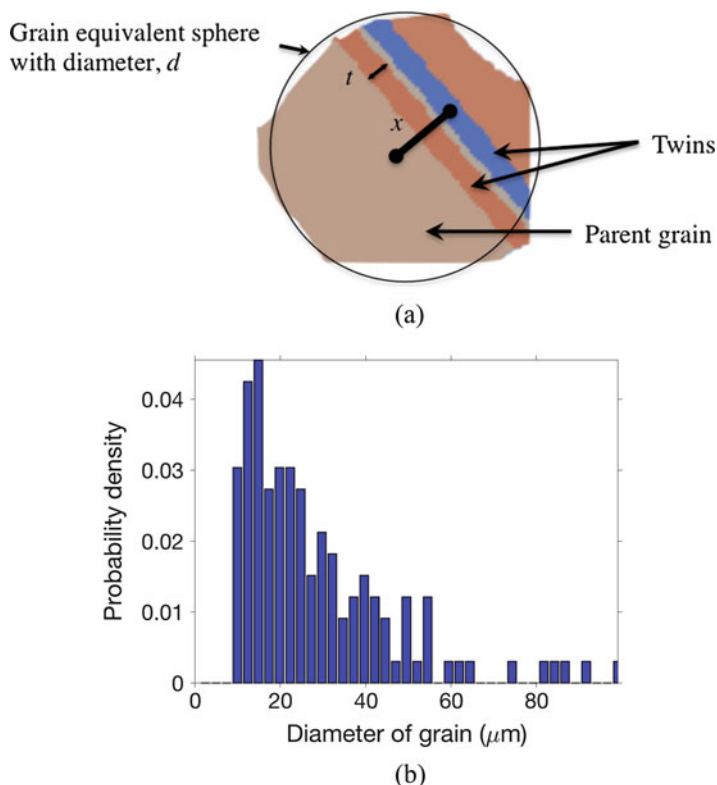 Grain equivalent sphere
with diameter, d
t
x
Twins
Parent grain
(a)
0.04
0.03
0.02
0.01
0
Probability density
0
20
40
60
80
Diameter of grain (μm)
(b)